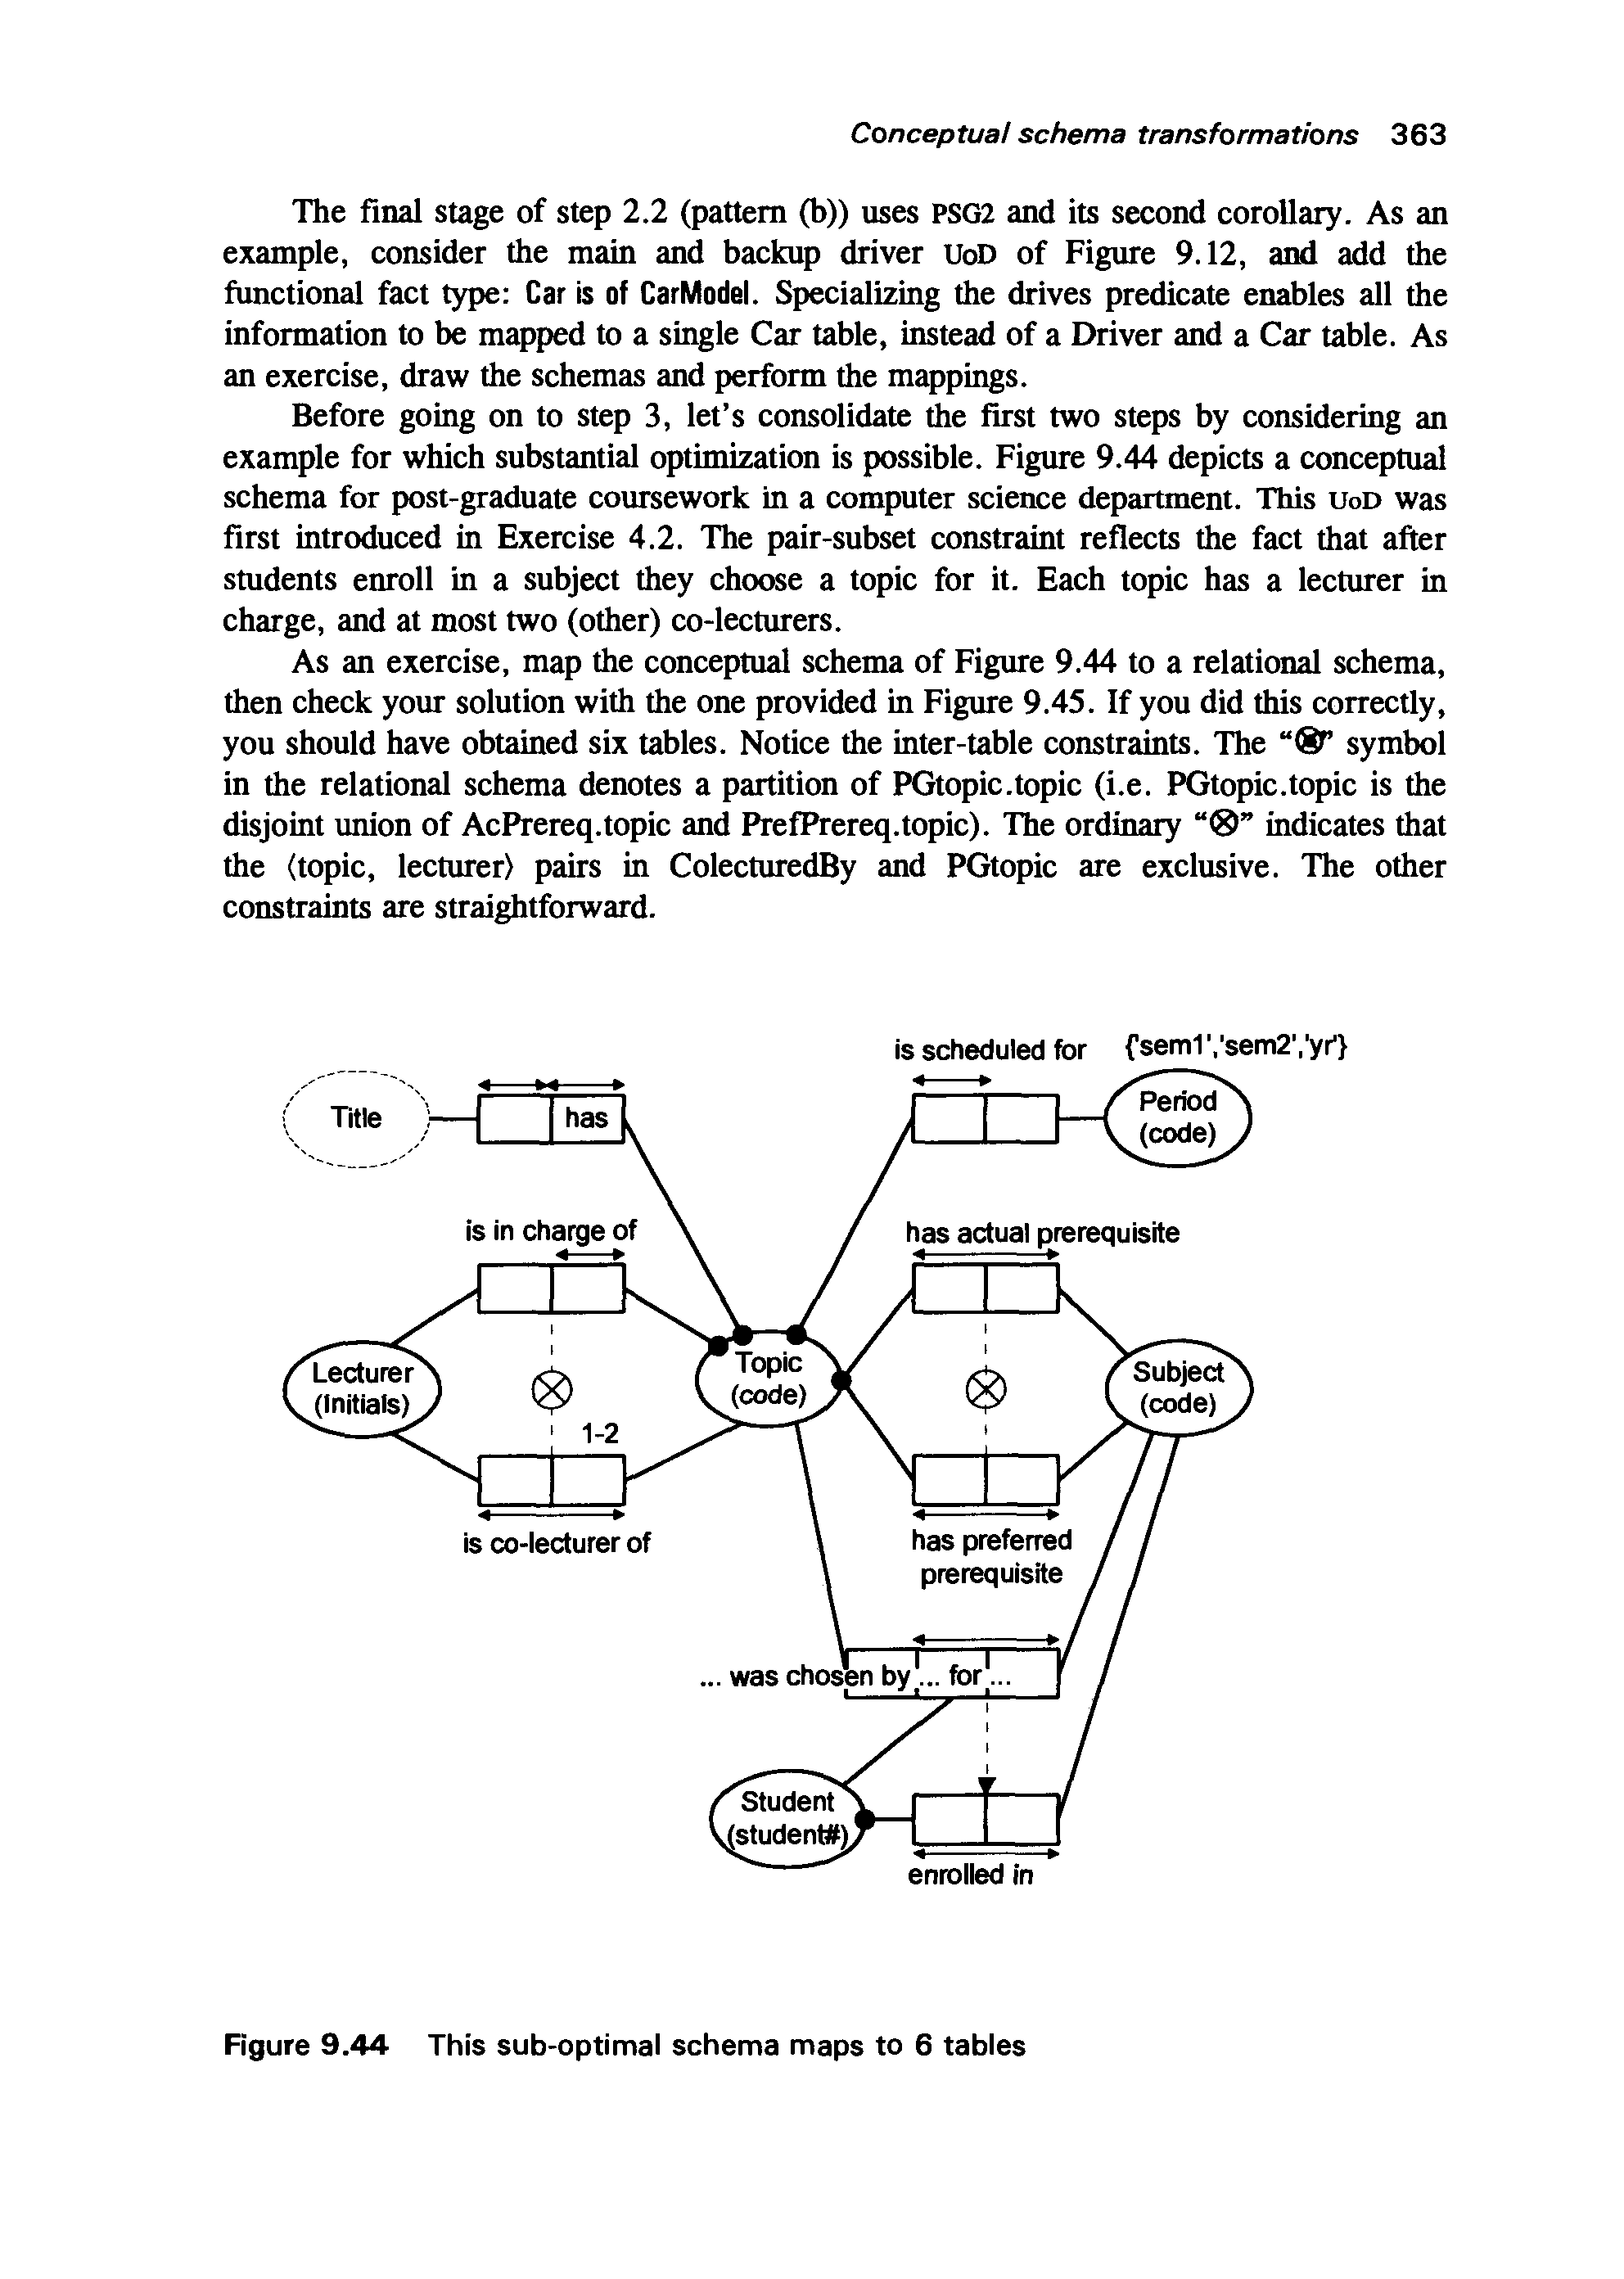 Conceptual schema transformations 363
The final stage of step 2.2 (pattern (b)) uses PSG2 and its second corollary. As an
example, consider the main and backup driver UoD of Figure 9.12, and add the
functional fact type: Car is of CarModel. Specializing the drives predicate enables all the
information to be mapped to a single Car table, instead of a Driver and a Car table. As
an exercise, draw the schemas and perform the mappings.
Before going on to step 3, let's consolidate the first two steps by considering an
example for which substantial optimization is possible. Figure 9.44 depicts a conceptual
schema for post-graduate coursework in a computer science department. This UoD was
first introduced in Exercise 4.2. The pair-subset constraint reflects the fact that after
students enroll in a subject they choose a topic for it. Each topic has a lecturer in
charge, and at most two (other) co-lecturers.
As an exercise, map the conceptual schema of Figure 9.44 to a relational schema,
then check your solution with the one provided in Figure 9.45. If you did this correctly,
you should have obtained six tables. Notice the inter-table constraints. The "⊗" symbol
in the relational schema denotes a partition of PGtopic.topic (i.e. PGtopic.topic is the
disjoint union of AcPrereq.topic and PrefPrereq.topic). The ordinary "⊗" indicates that
the ⟨topic, lecturer⟩ pairs in ColecturedBy and PGtopic are exclusive. The other
constraints are straightforward.
is scheduled for {'sem1','sem2','yr'}
Title
has
Period
(code)
is in charge of
has actual prerequisite
Lecturer
(Initials)
Topic
(code)
Subject
(code)
1-2
is co-lecturer of
has preferred
prerequisite
... was chosen by ... for ...
Student
(student#)
enrolled in
Figure 9.44 This sub-optimal schema maps to 6 tables